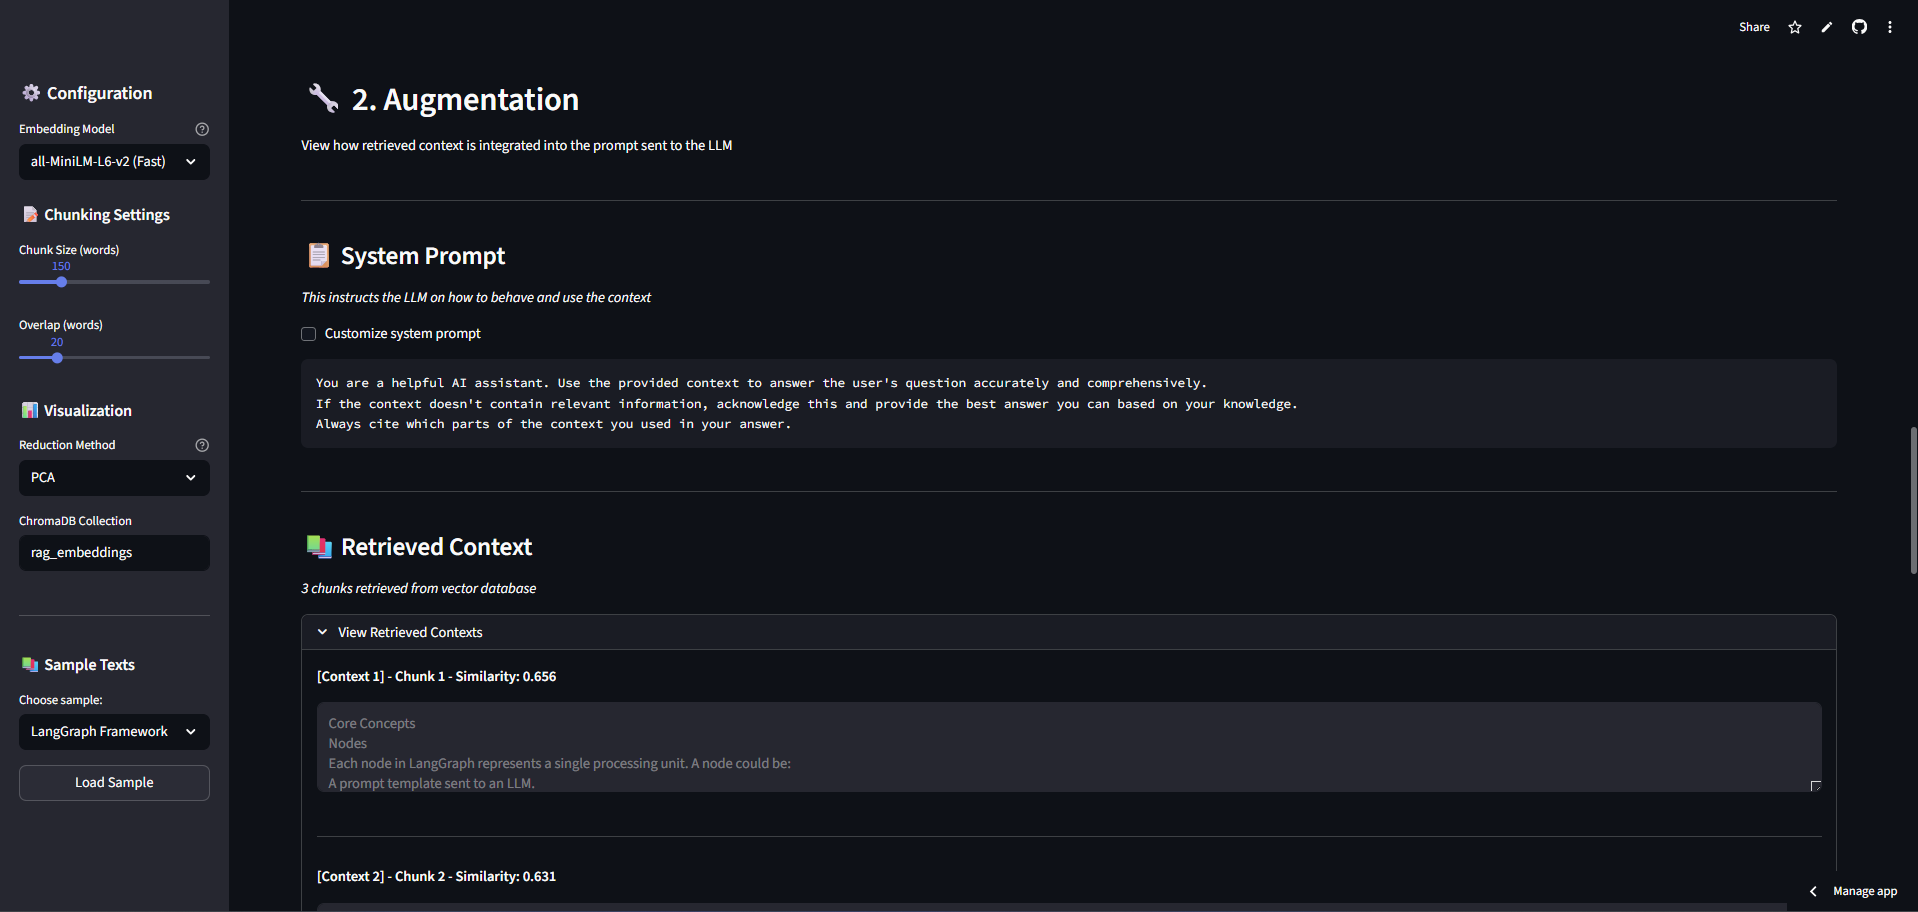 Share
Configuration
Embedding Model
all-MiniLM-L6-v2 (Fast)
Chunking Settings
Chunk Size (words)
150
Overlap (words)
20
Visualization
Reduction Method
PCA
ChromaDB Collection
rag_embeddings
Sample Texts
Choose sample:
LangGraph Framework
Load Sample
2. Augmentation
View how retrieved context is integrated into the prompt sent to the LLM
System Prompt
This instructs the LLM on how to behave and use the context
Customize system prompt
You are a helpful AI assistant. Use the provided context to answer the user's question accurately and comprehensively.
If the context doesn't contain relevant information, acknowledge this and provide the best answer you can based on your knowledge.
Always cite which parts of the context you used in your answer.
Retrieved Context
3 chunks retrieved from vector database
View Retrieved Contexts
[Context 1] - Chunk 1 - Similarity: 0.656
Core Concepts
Nodes
Each node in LangGraph represents a single processing unit. A node could be:
A prompt template sent to an LLM.
[Context 2] - Chunk 2 - Similarity: 0.631
Manage app